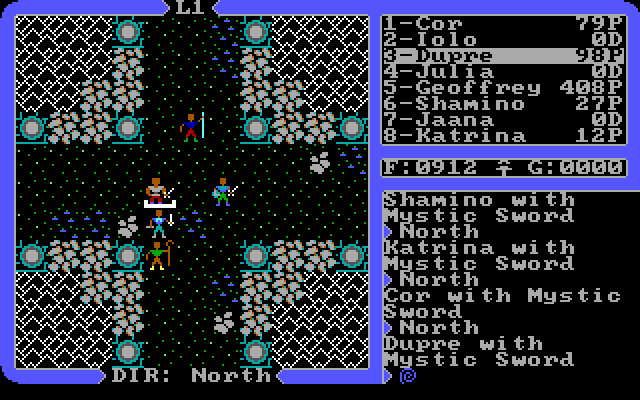 L1
1-Cor 79P
2-Iolo 0D
3-Dupre 98P
4-Julia 0D
5-Geoffrey 408P
6-Shamino 27P
7-Jaana 0D
8-Katrina 12P
F:0912 G:0000
Shamino with
Mystic Sword
North
Katrina with
Mystic Sword
North
Cor with Mystic
Sword
North
Dupre with
Mystic Sword
DIR: North